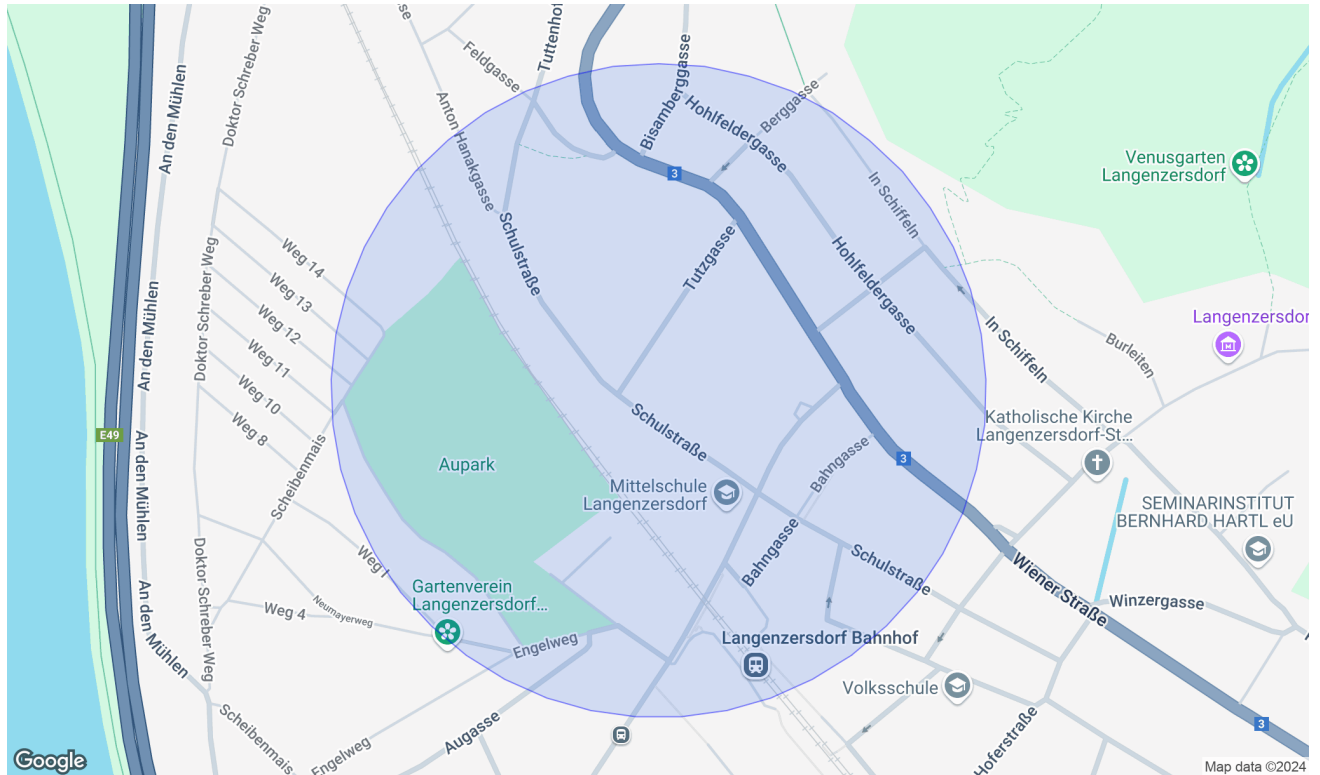 An den Mühlen
Doktor Schreber Weg
Feldgasse
Tuttenhof
Bisamberggasse
Anton Hanakgasse
Hohlfeldergasse
Berggasse
3
In Schiffeln
Venusgarten
Langenzersdorf
Weg 14
Weg 13
Weg 12
Weg 11
Weg 10
Weg 8
Doktor Schreber Weg
An den Mühlen
Schulstraße
Tutzgasse
Hohlfeldergasse
In Schiffeln
Langenzersdor
Burleiten
E49
An den Mühlen
Scheibenmais
Aupark
Schulstraße
Mittelschule
Langenzersdorf
Bahngasse
3
Katholische Kirche
Langenzersdorf-St...
SEMINARINSTITUT
BERNHARD HARTL eU
Weg I
Bahngasse
Schulstraße
Wiener Straße
Winzergasse
Doktor Schreber Weg
An den Mühlen
Weg 4
Neumayerweg
Gartenverein
Langenzersdorf...
Engelweg
Langenzersdorf Bahnhof
Volksschule
Scheibenmais
Engelweg
Augasse
Hoferstraße
3
Google
Map data ©2024